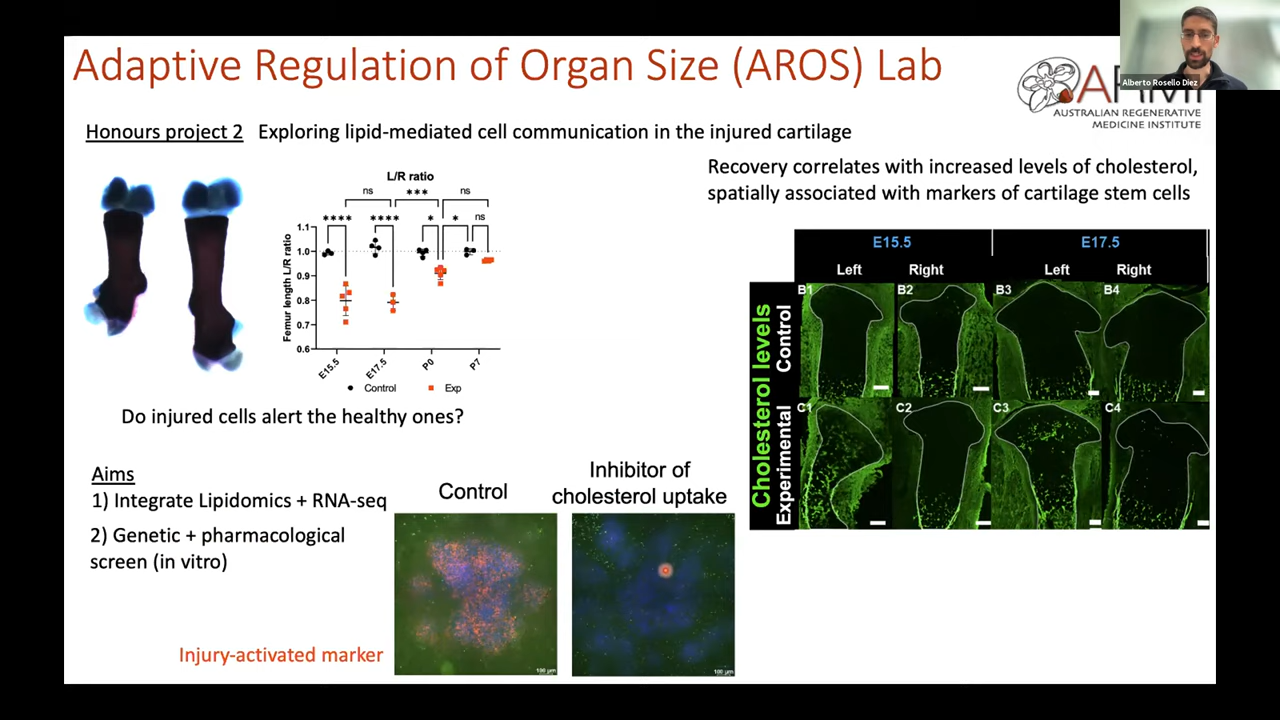 Adaptive Regulation of Organ Size (AROS) Lab
Alberto Rosello Diez
AUSTRALIAN REGENERATIVE
MEDICINE INSTITUTE
Honours project 2 Exploring lipid-mediated cell communication in the injured cartilage
Recovery correlates with increased levels of cholesterol,
spatially associated with markers of cartilage stem cells
L/R ratio
ns *** ns
**** **** * * ns
Femur length L/R ratio
1.1
1.0
0.9
0.8
0.7
0.6
E15.5 E17.5 P0 P7
Control Exp
Do injured cells alert the healthy ones?
E15.5 E17.5
Left Right Left Right
Cholesterol levels
Control
B1 B2 B3 B4
Experimental
C1 C2 C3 C4
Aims
1) Integrate Lipidomics + RNA-seq
2) Genetic + pharmacological
screen (in vitro)
Injury-activated marker
Control
Inhibitor of
cholesterol uptake
100 µm
100 µm